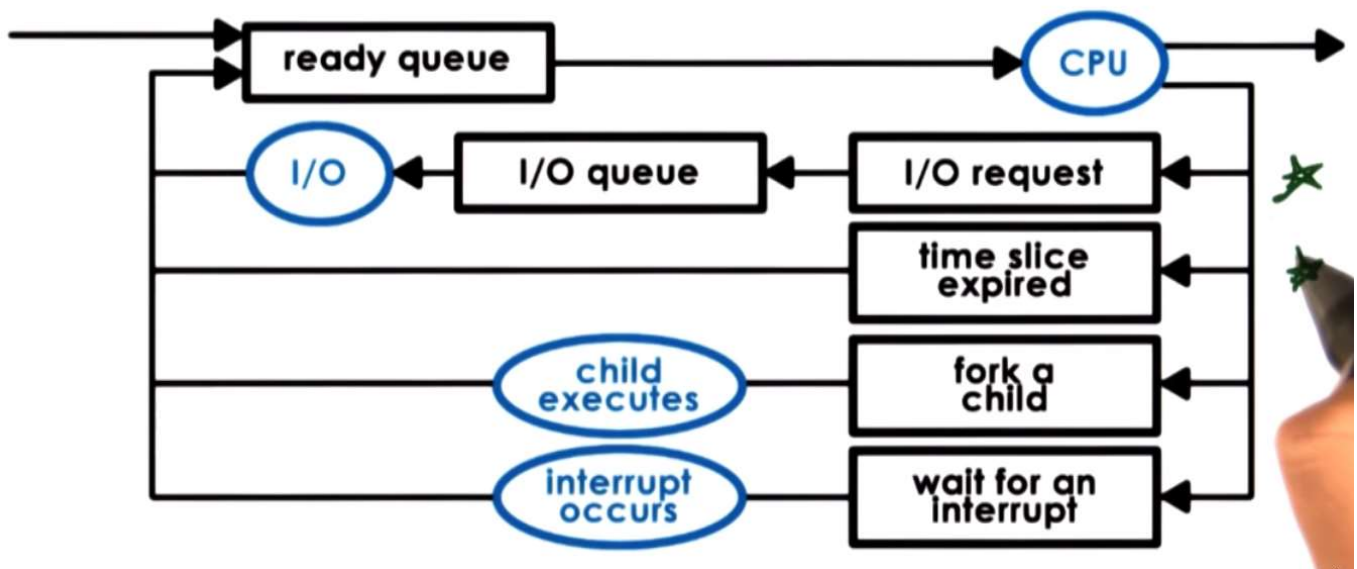 ready queue
CPU
I/O
I/O queue
I/O request
time slice
expired
child
executes
fork a
child
interrupt
occurs
wait for an
interrupt